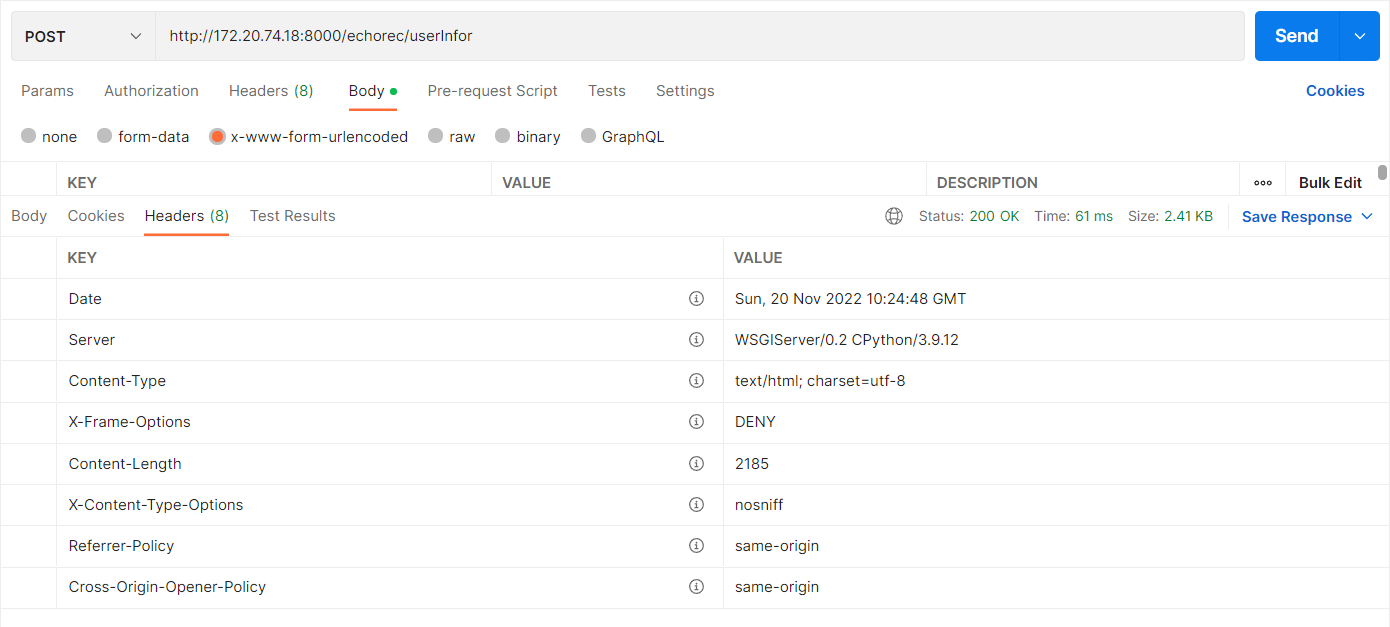 POST http://172.20.74.18:8000/echorec/userInfor Send
Params Authorization Headers (8) Body Pre-request Script Tests Settings Cookies
none form-data x-www-form-urlencoded raw binary GraphQL
KEY VALUE DESCRIPTION Bulk Edit
Body Cookies Headers (8) Test Results Status: 200 OK Time: 61 ms Size: 2.41 KB Save Response
KEY VALUE
Date Sun, 20 Nov 2022 10:24:48 GMT
Server WSGIServer/0.2 CPython/3.9.12
Content-Type text/html; charset=utf-8
X-Frame-Options DENY
Content-Length 2185
X-Content-Type-Options nosniff
Referrer-Policy same-origin
Cross-Origin-Opener-Policy same-origin